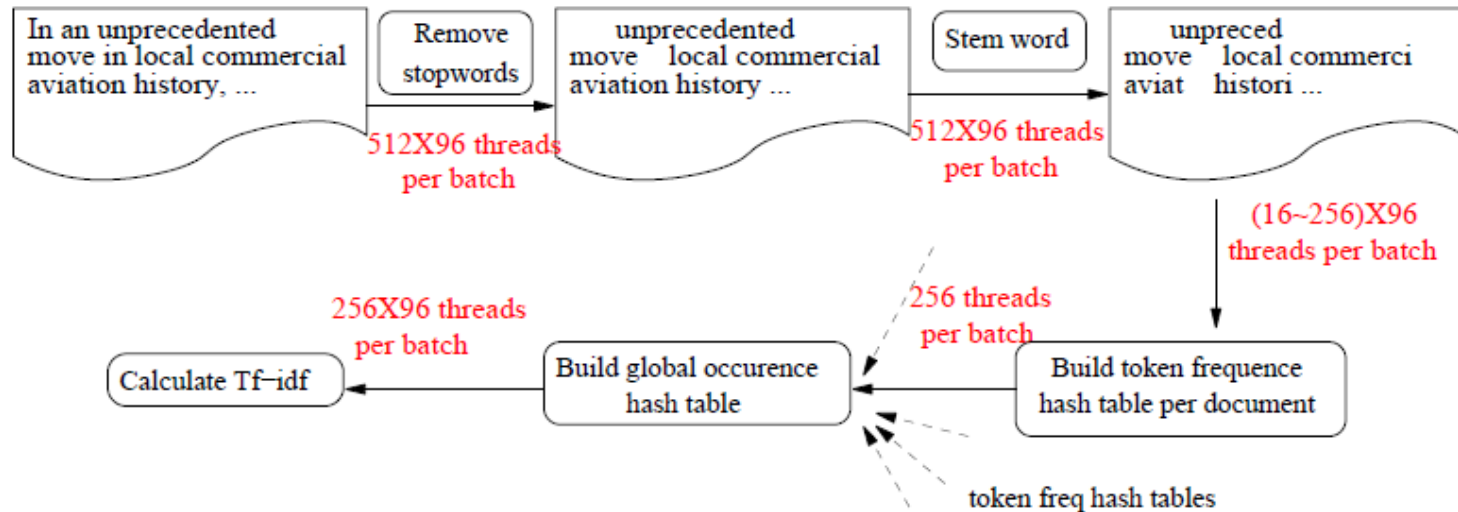 In an unprecedented
move in local commercial
aviation history, ...
Remove
stopwords
512X96 threads
per batch
unprecedented
move local commercial
aviation history ...
Stem word
512X96 threads
per batch
unpreced
move local commerci
aviat histori ...
(16~256)X96
threads per batch
Build token frequence
hash table per document
256 threads
per batch
Build global occurence
hash table
token freq hash tables
256X96 threads
per batch
Calculate Tf−idf